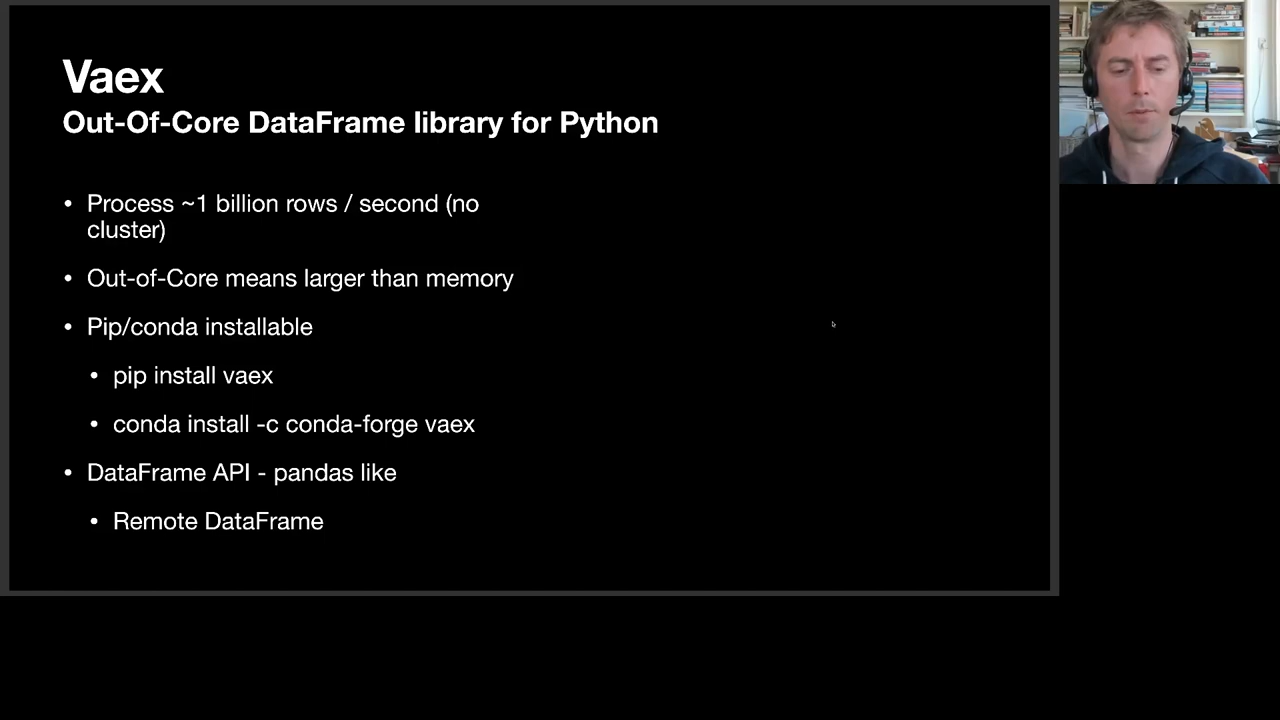 Vaex
Out-Of-Core DataFrame library for Python
• Process ~1 billion rows / second (no
cluster)
• Out-of-Core means larger than memory
• Pip/conda installable
• pip install vaex
• conda install -c conda-forge vaex
• DataFrame API - pandas like
• Remote DataFrame